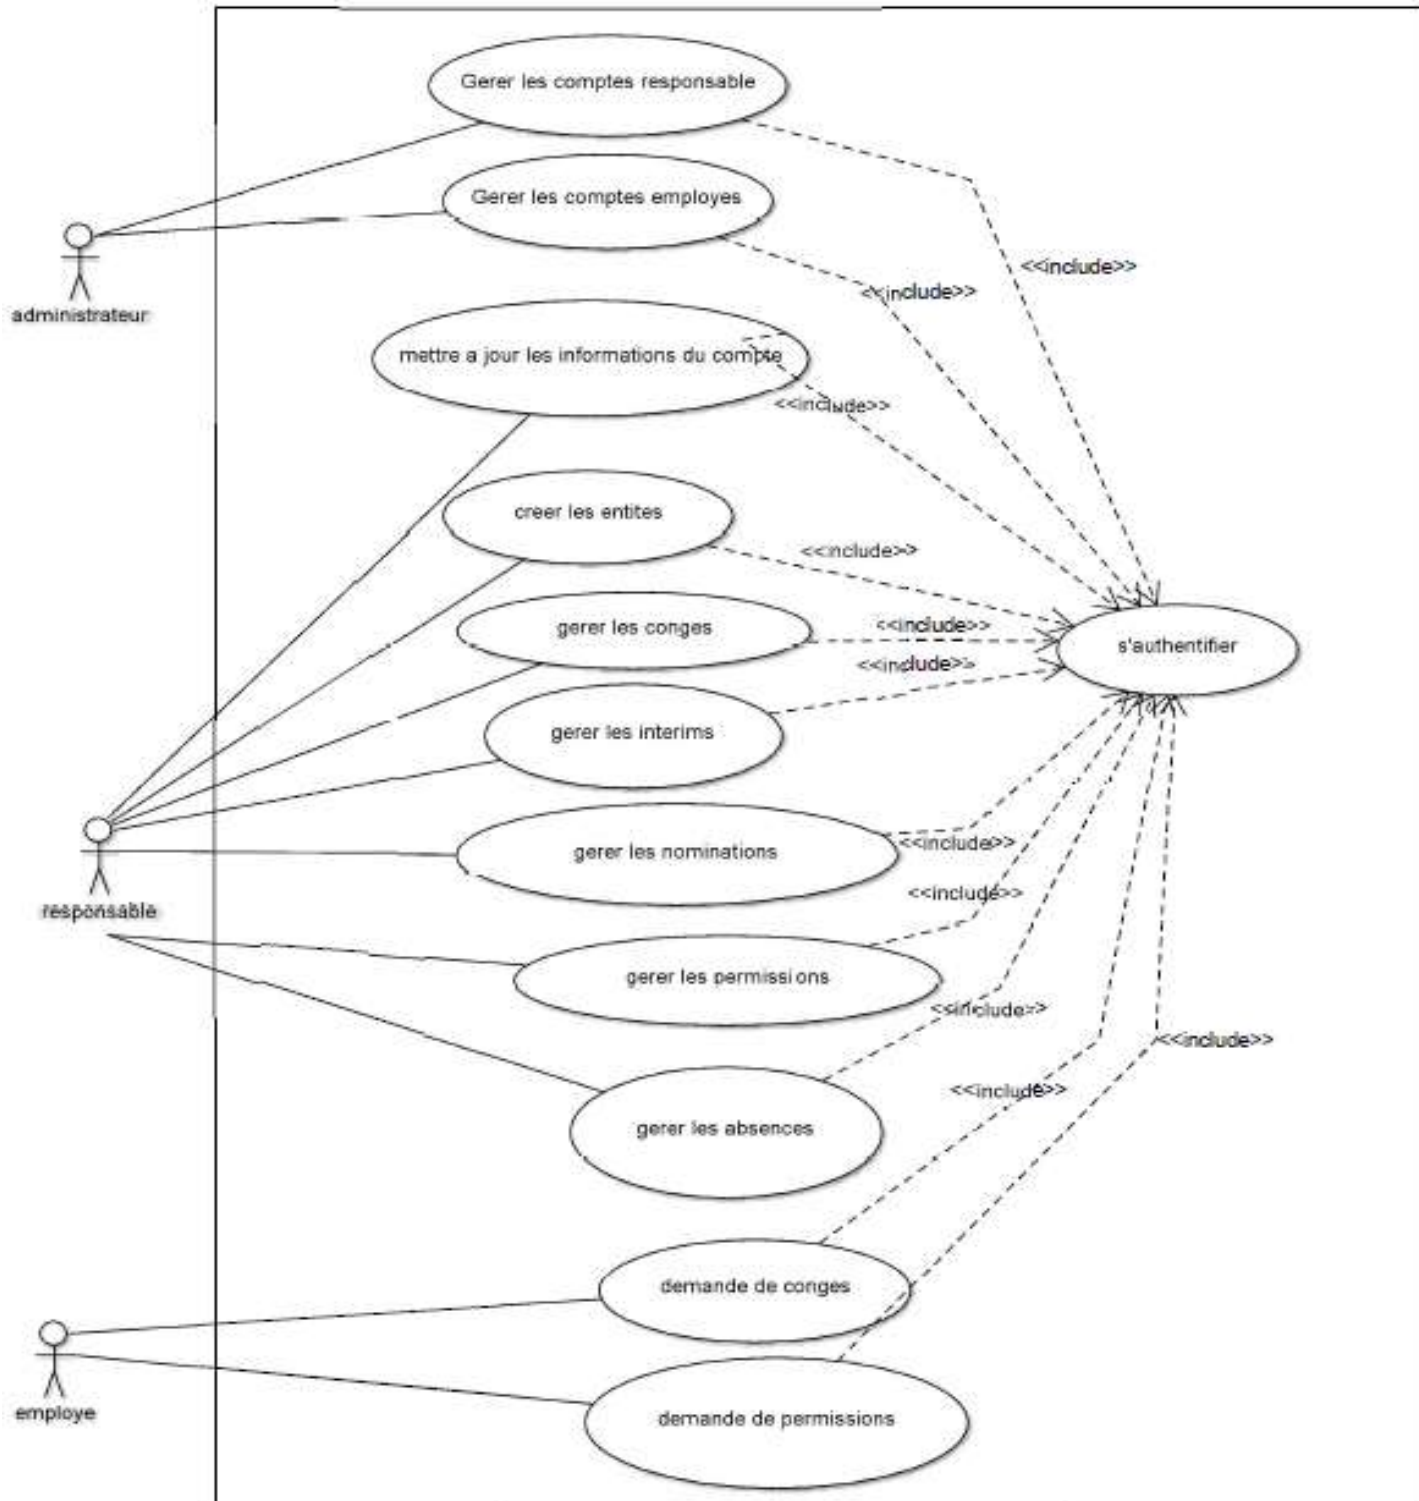 Gerer les comptes responsable
Gerer les comptes employes
<<include>>
<<include>>
administrateur
mettre a jour les informations du compte
<<include>>
creer les entites
<<include>>
gerer les conges
<<include>>
s'authentifier
<<include>>
gerer les interims
<<include>>
gerer les nominations
<<include>>
responsable
gerer les permissions
<<include>>
<<include>>
<<include>>
gerer les absences
demande de conges
employe
demande de permissions